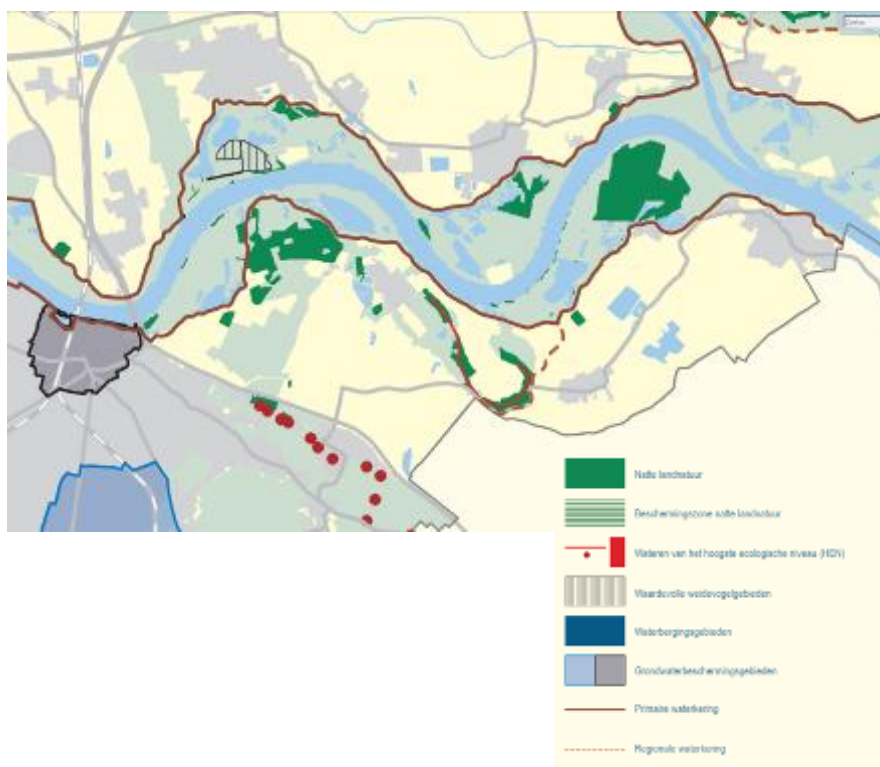 Natte landnatuur
Beschermingszone natte landnatuur
Wateren van het hoogste ecologische niveau (HEN)
Waardevolle weidevogelgebieden
Waterbergingsgebieden
Grondwaterbeschermingsgebieden
Primaire waterkering
Regionale waterkering